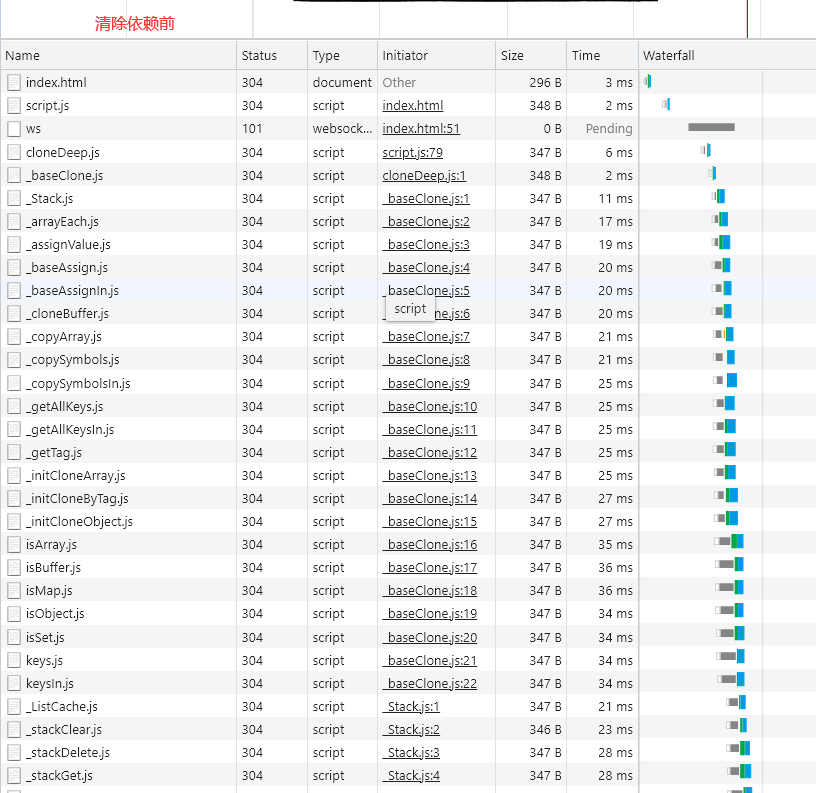 清除依赖前
Name Status Type Initiator Size Time Waterfall
index.html 304 document Other 296 B 3 ms
script.js 304 script index.html 348 B 2 ms
ws 101 websock... index.html:51 0 B Pending
cloneDeep.js 304 script script.js:79 347 B 6 ms
_baseClone.js 304 script cloneDeep.js:1 348 B 2 ms
_Stack.js 304 script _baseClone.js:1 347 B 11 ms
_arrayEach.js 304 script _baseClone.js:2 347 B 17 ms
_assignValue.js 304 script _baseClone.js:3 347 B 19 ms
_baseAssign.js 304 script _baseClone.js:4 347 B 20 ms
_baseAssignIn.js 304 script _baseClone.js:5 347 B 20 ms
script
_cloneBuffer.js 304 script _baseClone.js:6 347 B 20 ms
_copyArray.js 304 script _baseClone.js:7 347 B 21 ms
_copySymbols.js 304 script _baseClone.js:8 347 B 21 ms
_copySymbolsIn.js 304 script _baseClone.js:9 347 B 25 ms
_getAllKeys.js 304 script _baseClone.js:10 347 B 25 ms
_getAllKeysIn.js 304 script _baseClone.js:11 347 B 25 ms
_getTag.js 304 script _baseClone.js:12 347 B 25 ms
_initCloneArray.js 304 script _baseClone.js:13 347 B 25 ms
_initCloneByTag.js 304 script _baseClone.js:14 347 B 27 ms
_initCloneObject.js 304 script _baseClone.js:15 347 B 27 ms
isArray.js 304 script _baseClone.js:16 347 B 35 ms
isBuffer.js 304 script _baseClone.js:17 347 B 36 ms
isMap.js 304 script _baseClone.js:18 347 B 36 ms
isObject.js 304 script _baseClone.js:19 347 B 34 ms
isSet.js 304 script _baseClone.js:20 347 B 34 ms
keys.js 304 script _baseClone.js:21 347 B 34 ms
keysIn.js 304 script _baseClone.js:22 347 B 34 ms
_ListCache.js 304 script _Stack.js:1 347 B 21 ms
_stackClear.js 304 script _Stack.js:2 346 B 23 ms
_stackDelete.js 304 script _Stack.js:3 347 B 28 ms
_stackGet.js 304 script _Stack.js:4 347 B 28 ms